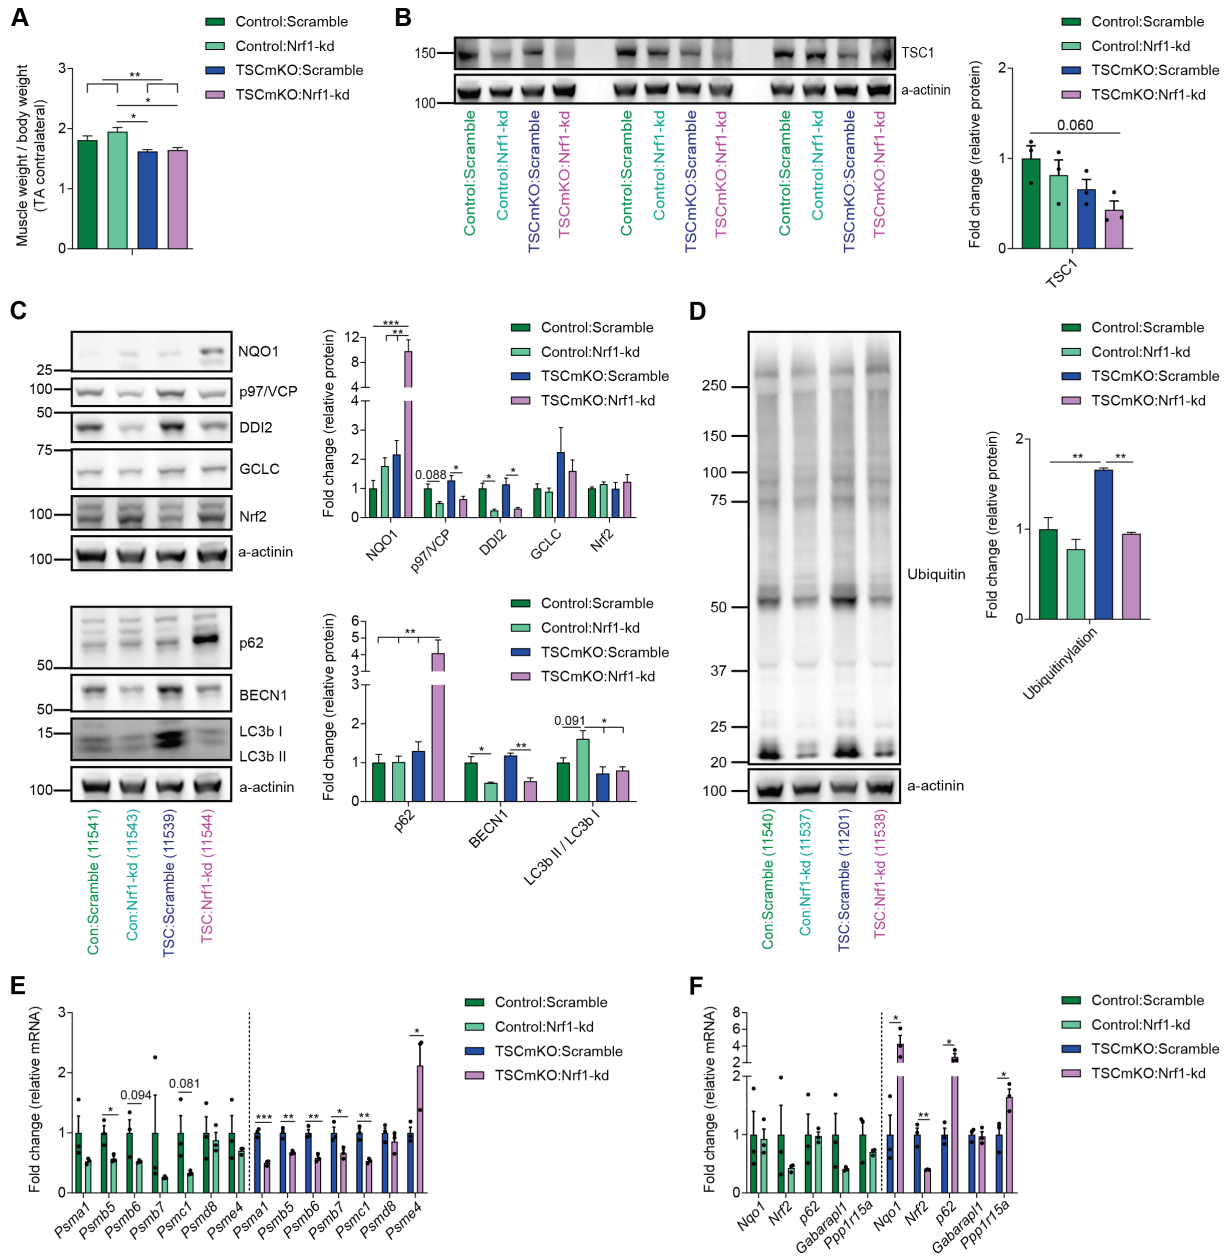 A
Control:Scramble
Control:Nrf1-kd
TSCmKO:Scramble
TSCmKO:Nrf1-kd
Muscle weight / body weight
(TA contralateral)
3
2
1
0
**
*
*
B
150
100
TSC1
a-actinin
Control:Scramble
Control:Nrf1-kd
TSCmKO:Scramble
TSCmKO:Nrf1-kd
Control:Scramble
Control:Nrf1-kd
TSCmKO:Scramble
TSCmKO:Nrf1-kd
Control:Scramble
Control:Nrf1-kd
TSCmKO:Scramble
TSCmKO:Nrf1-kd
Control:Scramble
Control:Nrf1-kd
TSCmKO:Scramble
TSCmKO:Nrf1-kd
Fold change (relative protein)
2
1
0
0.060
TSC1
C
NQO1
25
100
p97/VCP
50
DDI2
75
GCLC
100
Nrf2
100
a-actinin
p62
50
BECN1
50
15
LC3b I
LC3b II
100
a-actinin
Con:Scramble (11541)
Con:Nrf1-kd (11543)
TSC:Scramble (11539)
TSC:Nrf1-kd (11544)
Fold change (relative protein)
12
8
4
4
3
2
1
0
***
**
0.088
*
*
*
NQO1
p97/VCP
DDI2
GCLC
Nrf2
Control:Scramble
Control:Nrf1-kd
TSCmKO:Scramble
TSCmKO:Nrf1-kd
Fold change (relative protein)
6
5
4
3
3
2
1
0
**
*
**
0.091
*
p62
BECN1
LC3b II / LC3b I
Control:Scramble
Control:Nrf1-kd
TSCmKO:Scramble
TSCmKO:Nrf1-kd
D
250
150
100
75
50
37
25
20
100
Ubiquitin
a-actinin
Con:Scramble (11540)
Con:Nrf1-kd (11537)
TSC:Scramble (11201)
TSC:Nrf1-kd (11538)
Control:Scramble
Control:Nrf1-kd
TSCmKO:Scramble
TSCmKO:Nrf1-kd
Fold change (relative protein)
2
1
0
**
**
Ubiquitinylation
E
Fold change (relative mRNA)
3
2
1
0
*
0.094
0.081
***
**
**
*
**
*
Psma1
Psmb5
Psmb6
Psmb7
Psmc1
Psmd8
Psme4
Psma1
Psmb5
Psmb6
Psmb7
Psmc1
Psmd8
Psme4
Control:Scramble
Control:Nrf1-kd
TSCmKO:Scramble
TSCmKO:Nrf1-kd
F
Fold change (relative mRNA)
8
6
4
2
2
1
0
*
**
*
*
Nqo1
Nrf2
p62
Gabarapl1
Ppp1r15a
Nqo1
Nrf2
p62
Gabarapl1
Ppp1r15a
Control:Scramble
Control:Nrf1-kd
TSCmKO:Scramble
TSCmKO:Nrf1-kd